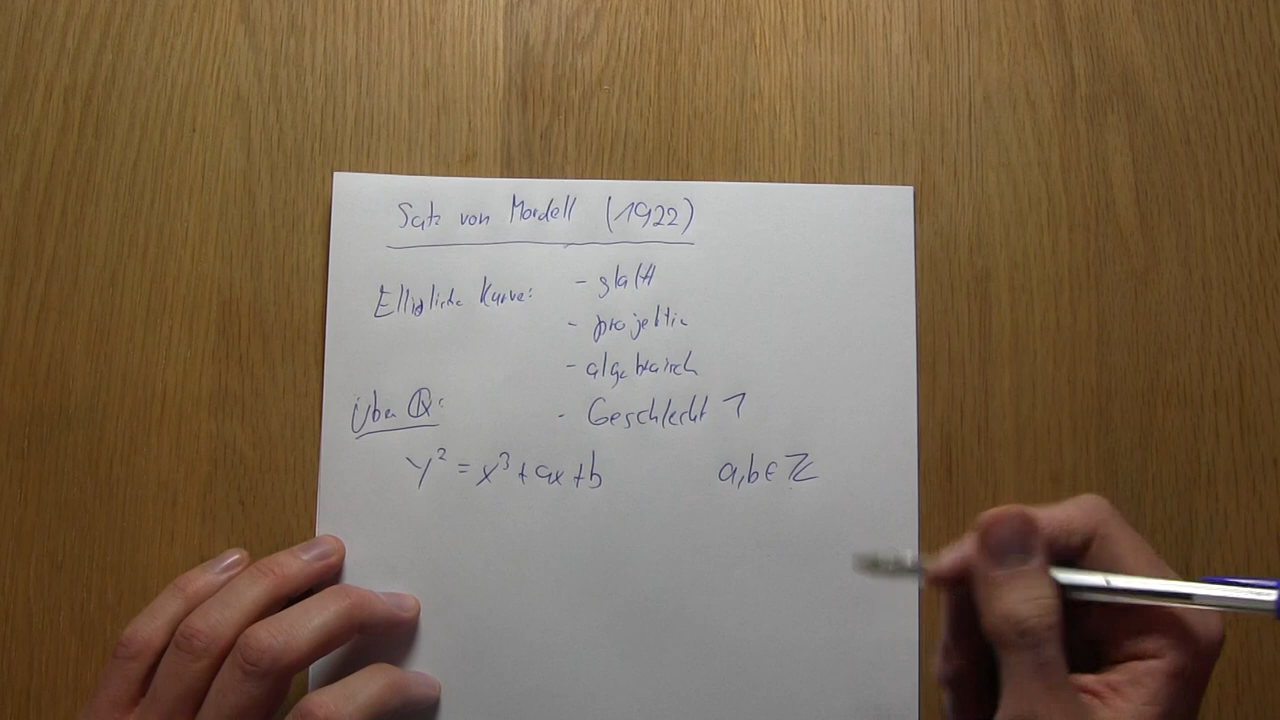 Satz von Mordell (1922)
Elliptische Kurve: - glatt
- projektiv
- algebraisch
- Geschlecht 1
Über ℚ:
y² = x³ + ax + b a,b ∈ ℤ